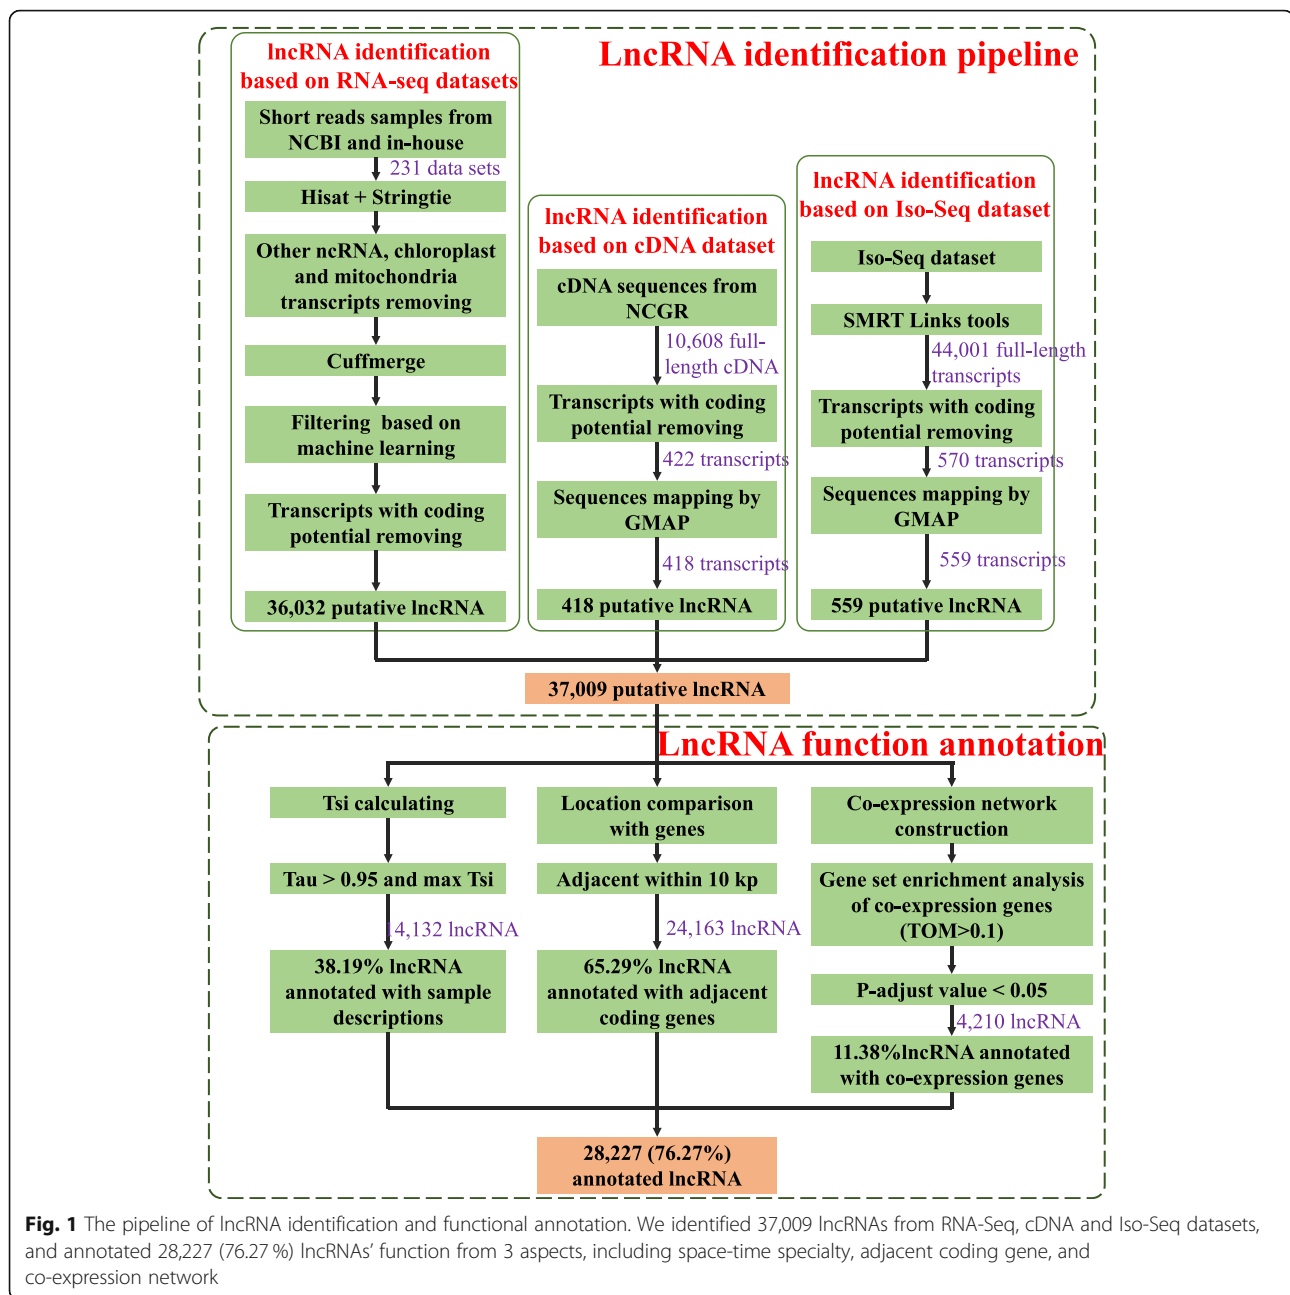 LncRNA identification pipeline
lncRNA identification
based on RNA-seq datasets
Short reads samples from
NCBI and in-house
231 data sets
Hisat + Stringtie
Other ncRNA, chloroplast
and mitochondria
transcripts removing
Cuffmerge
Filtering based on
machine learning
Transcripts with coding
potential removing
36,032 putative lncRNA
lncRNA identification
based on cDNA dataset
cDNA sequences from
NCGR
10,608 full-
length cDNA
Transcripts with coding
potential removing
422 transcripts
Sequences mapping by
GMAP
418 transcripts
418 putative lncRNA
lncRNA identification
based on Iso-Seq dataset
Iso-Seq dataset
SMRT Links tools
44,001 full-length
transcripts
Transcripts with coding
potential removing
570 transcripts
Sequences mapping by
GMAP
559 transcripts
559 putative lncRNA
37,009 putative lncRNA
LncRNA function annotation
Tsi calculating
Tau > 0.95 and max Tsi
14,132 lncRNA
38.19% lncRNA
annotated with sample
descriptions
Location comparison
with genes
Adjacent within 10 kp
24,163 lncRNA
65.29% lncRNA
annotated with adjacent
coding genes
Co-expression network
construction
Gene set enrichment analysis
of co-expression genes
(TOM>0.1)
P-adjust value < 0.05
4,210 lncRNA
11.38%lncRNA annotated
with co-expression genes
28,227 (76.27%)
annotated lncRNA
Fig. 1 The pipeline of lncRNA identification and functional annotation. We identified 37,009 lncRNAs from RNA-Seq, cDNA and Iso-Seq datasets,
and annotated 28,227 (76.27 %) lncRNAs' function from 3 aspects, including space-time specialty, adjacent coding gene, and
co-expression network